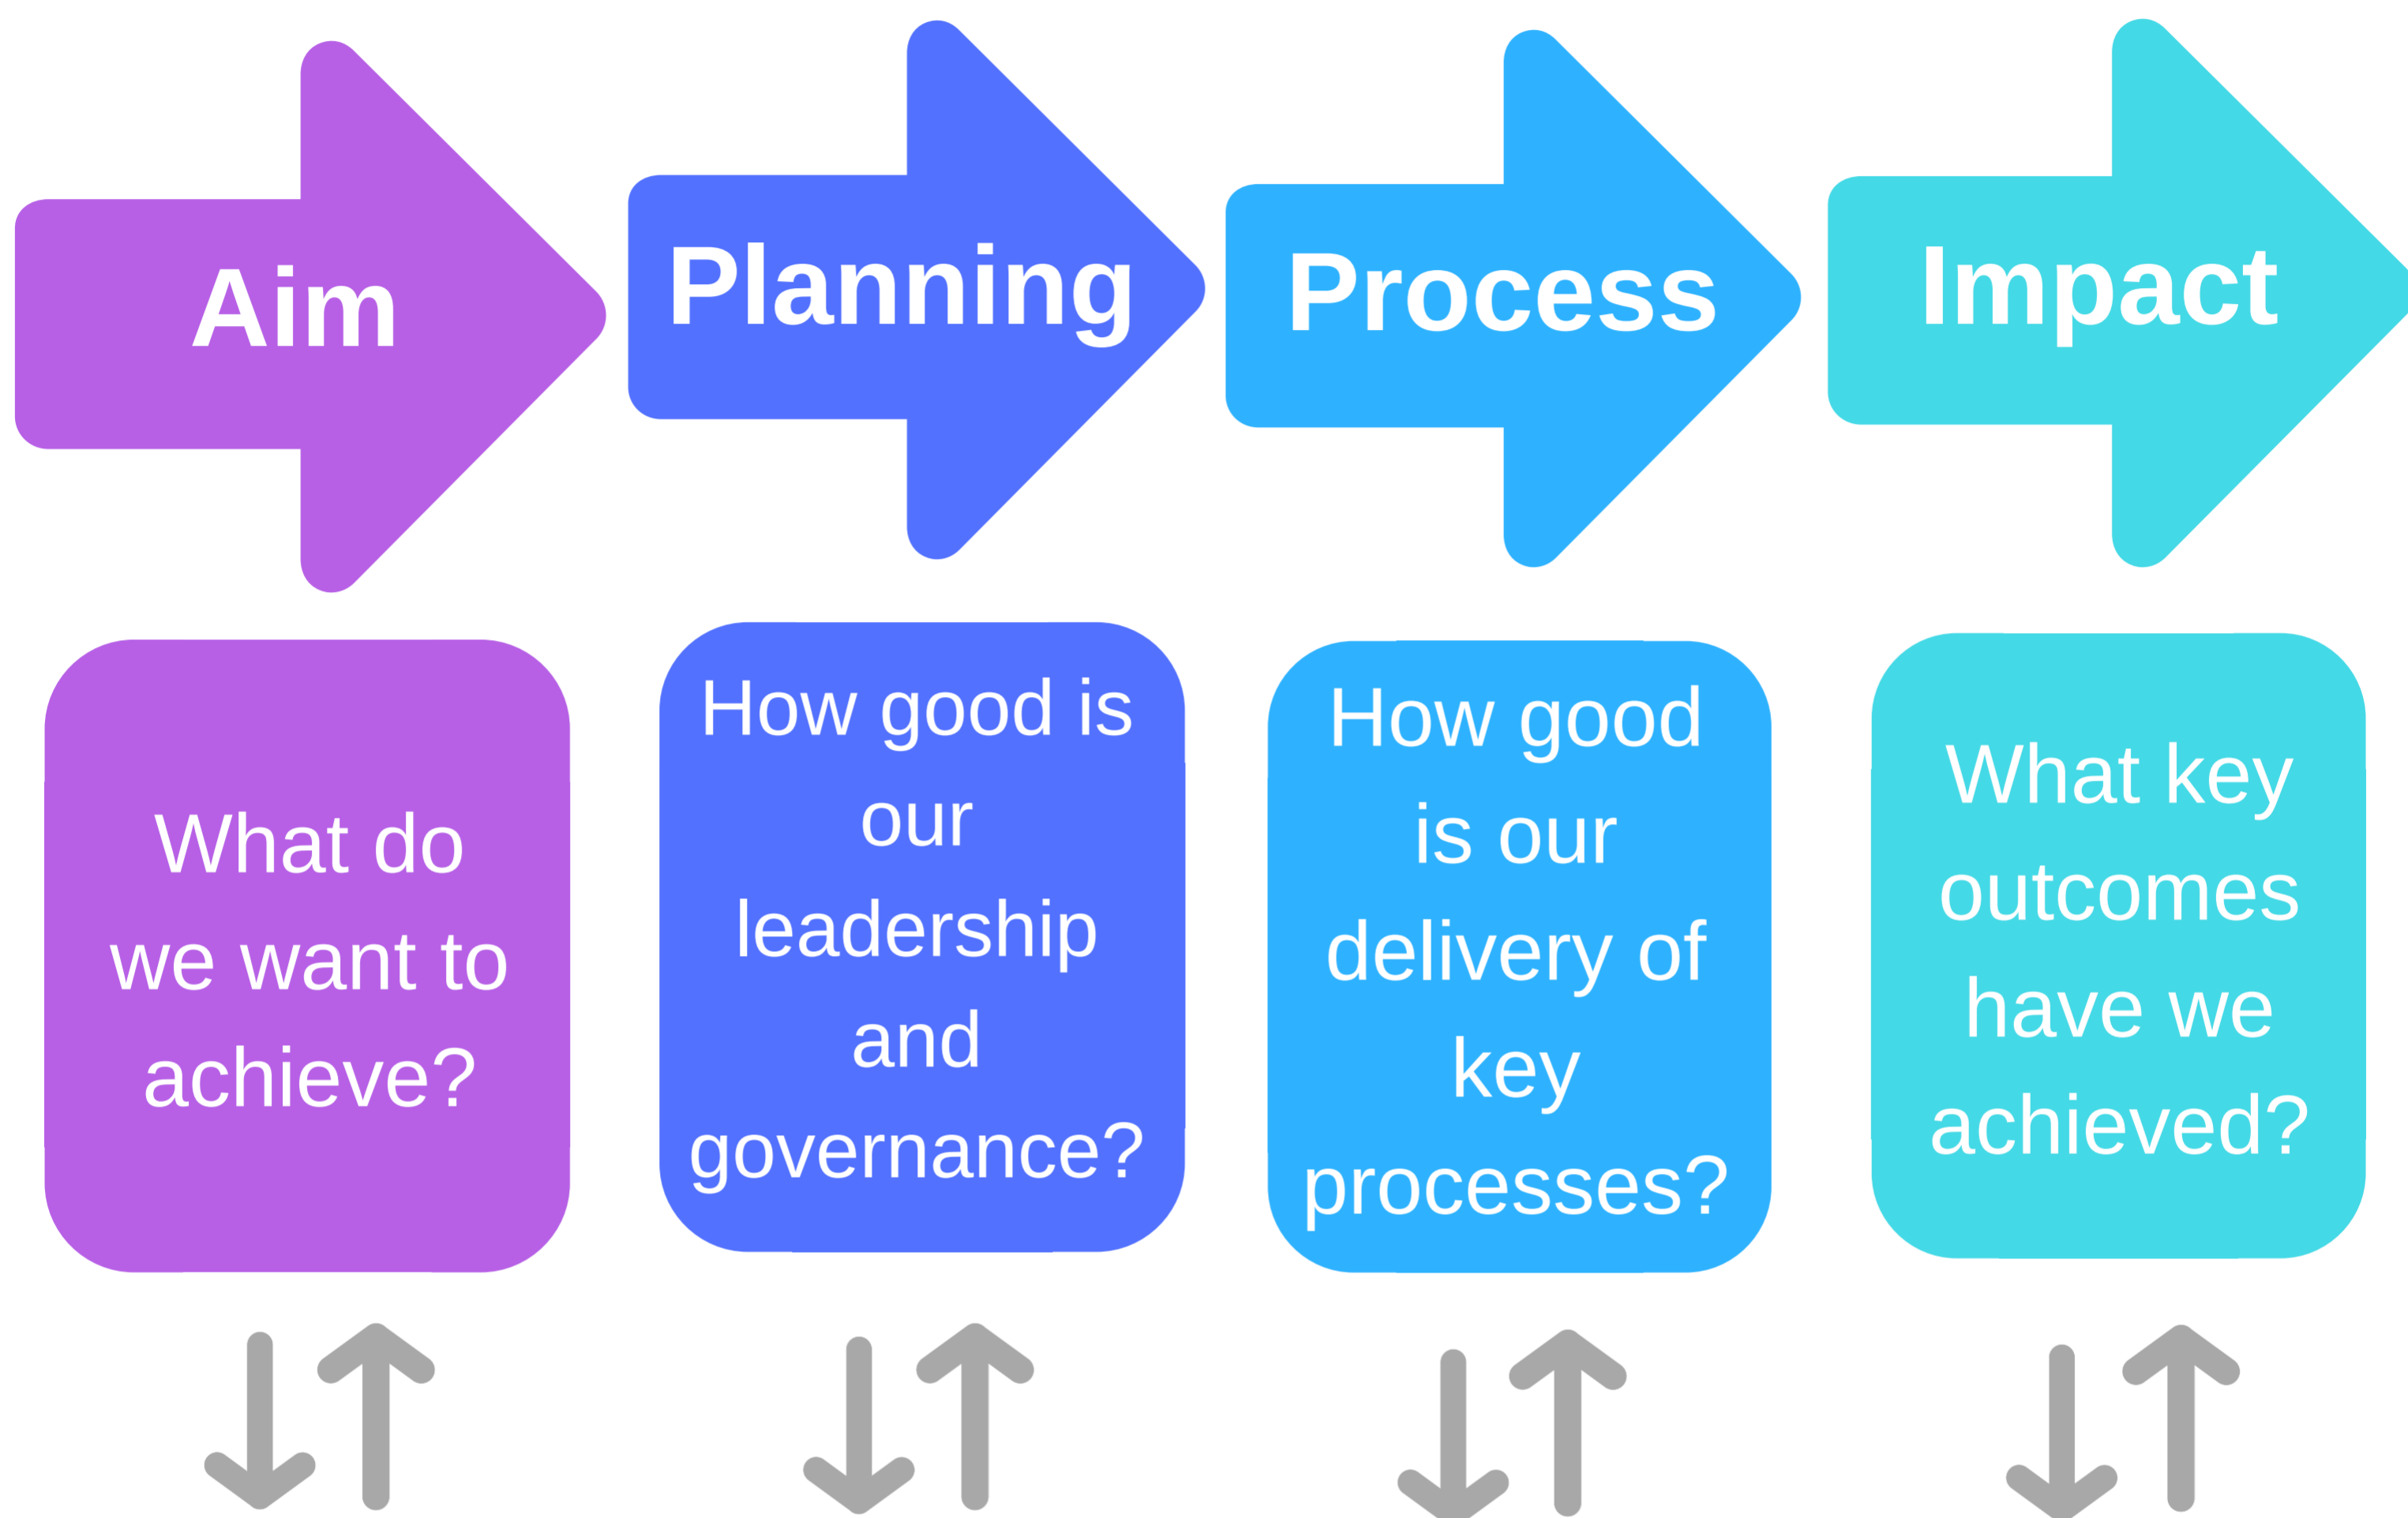 Aim
Planning
Process
Impact
What do
we want to
achieve?
How good is
our
leadership
and
governance?
How good
is our
delivery of
key
processes?
What key
outcomes
have we
achieved?